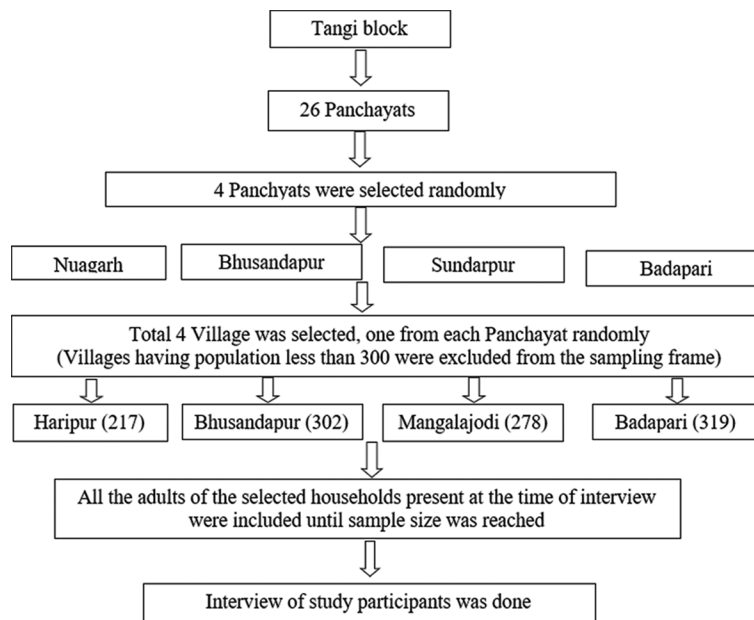 Tangi block
26 Panchayats
4 Panchyats were selected randomly
Nuagarh
Bhusandapur
Sundarpur
Badapari
Total 4 Village was selected, one from each Panchayat randomly
(Villages having population less than 300 were excluded from the sampling frame)
Haripur (217)
Bhusandapur (302)
Mangalajodi (278)
Badapari (319)
All the adults of the selected households present at the time of interview
were included until sample size was reached
Interview of study participants was done